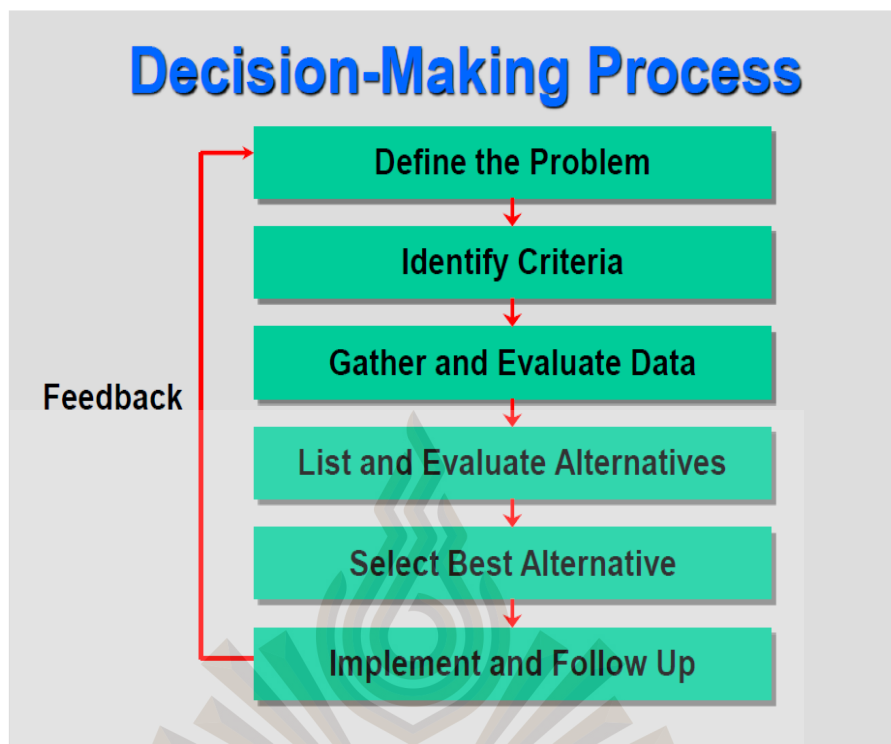 Decision-Making Process
Define the Problem
Identify Criteria
Gather and Evaluate Data
Feedback
List and Evaluate Alternatives
Select Best Alternative
Implement and Follow Up